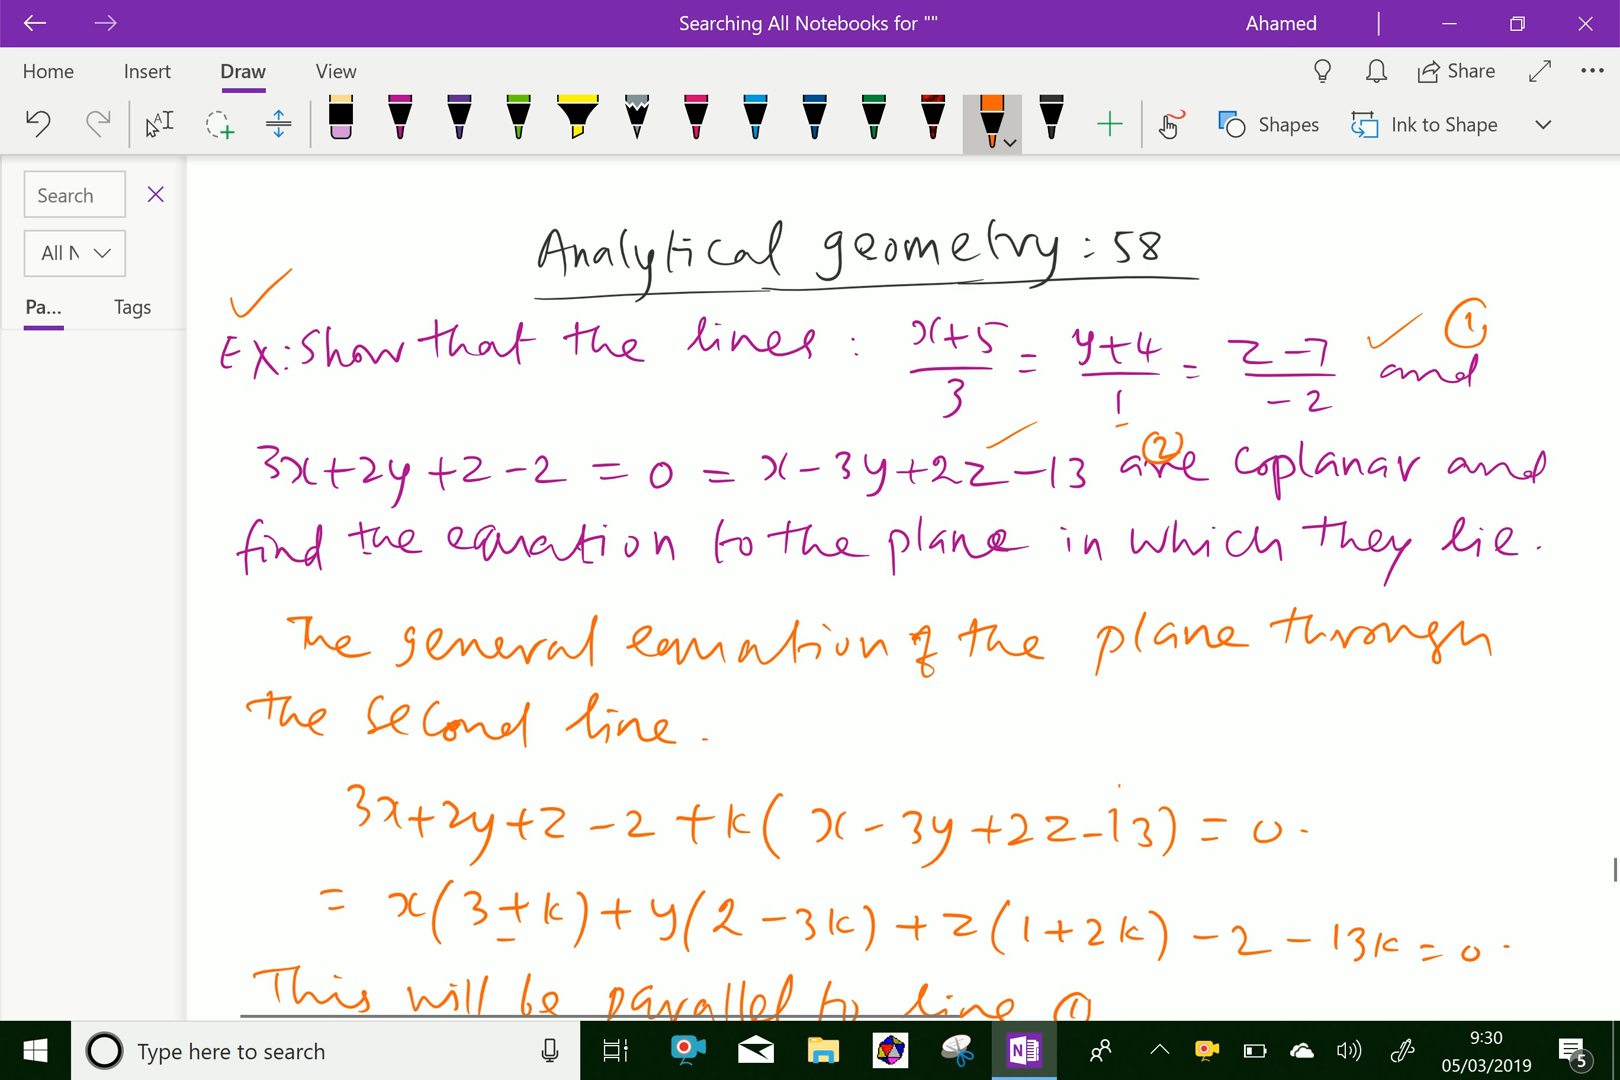 Searching All Notebooks for ""
Ahamed
Home Insert Draw View
Share
Shapes
Ink to Shape
Search
All N
Pa... Tags
Analytical geometry : 58
Ex: Show that the lines : x+5/3 = y+4/1 = z-7/-2 and ①
3x+2y+z-2 = 0 = x-3y+2z-13 ② are coplanar and
find the equation to the plane in which they lie.
The general equation of the plane through
the second line.
3x+2y+z-2+k(x-3y+2z-13) = 0.
= x(3+k)+y(2-3k)+z(1+2k)-2-13k=0.
This will be parallel to line ①
Type here to search
N
9:30
05/03/2019
5